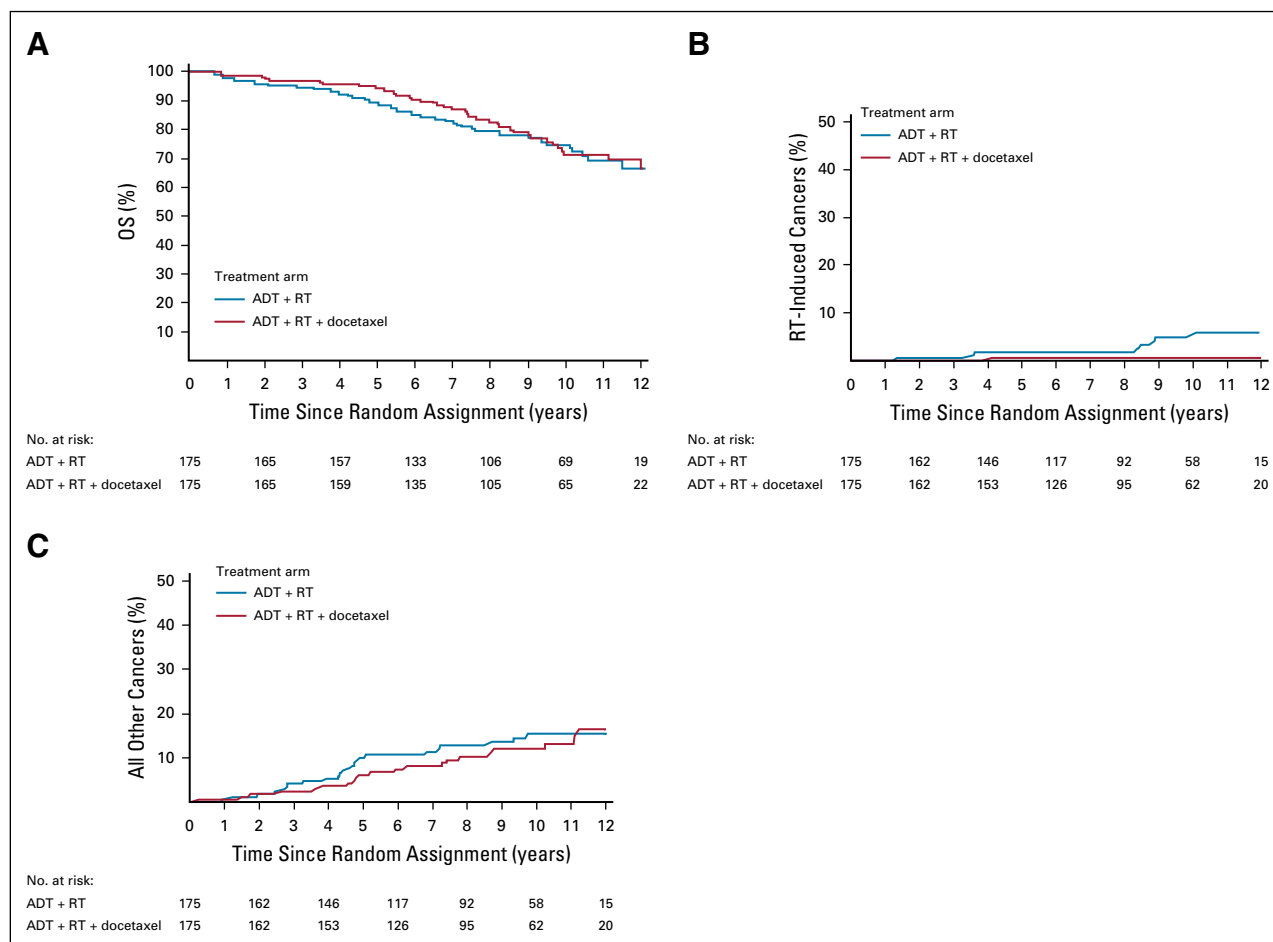 A
100
90
80
70
60
50
40
30
20
10
OS (%)
Treatment arm
ADT + RT
ADT + RT + docetaxel
0 1 2 3 4 5 6 7 8 9 10 11 12
Time Since Random Assignment (years)
No. at risk:
ADT + RT 175 165 157 133 106 69 19
ADT + RT + docetaxel 175 165 159 135 105 65 22
B
50
40
30
20
10
RT-Induced Cancers (%)
Treatment arm
ADT + RT
ADT + RT + docetaxel
0 1 2 3 4 5 6 7 8 9 10 11 12
Time Since Random Assignment (years)
No. at risk:
ADT + RT 175 162 146 117 92 58 15
ADT + RT + docetaxel 175 162 153 126 95 62 20
C
50
40
30
20
10
All Other Cancers (%)
Treatment arm
ADT + RT
ADT + RT + docetaxel
0 1 2 3 4 5 6 7 8 9 10 11 12
Time Since Random Assignment (years)
No. at risk:
ADT + RT 175 162 146 117 92 58 15
ADT + RT + docetaxel 175 162 153 126 95 62 20